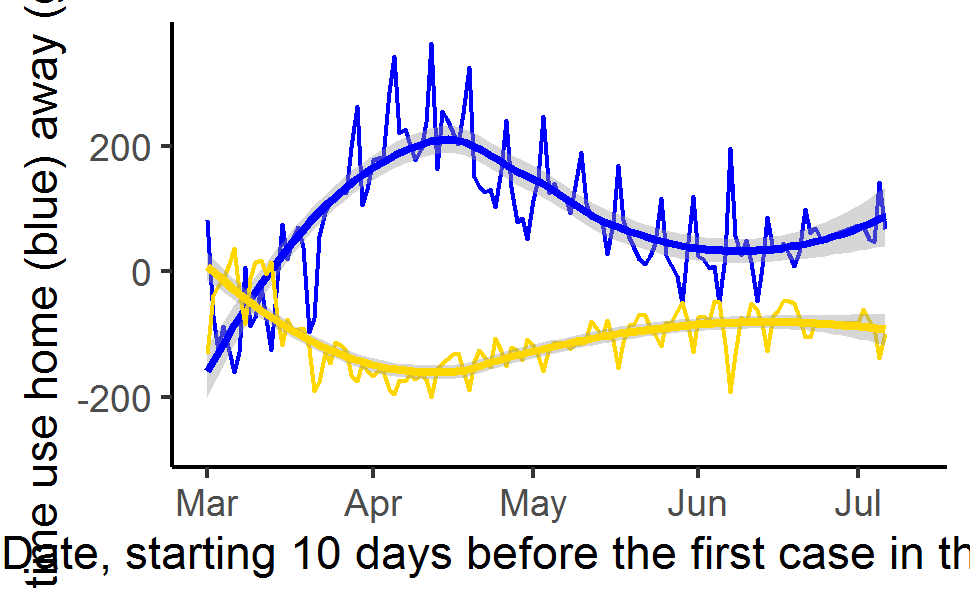 time use home (blue) away (
200
0
-200
Mar Apr May Jun Jul
Date, starting 10 days before the first case in th